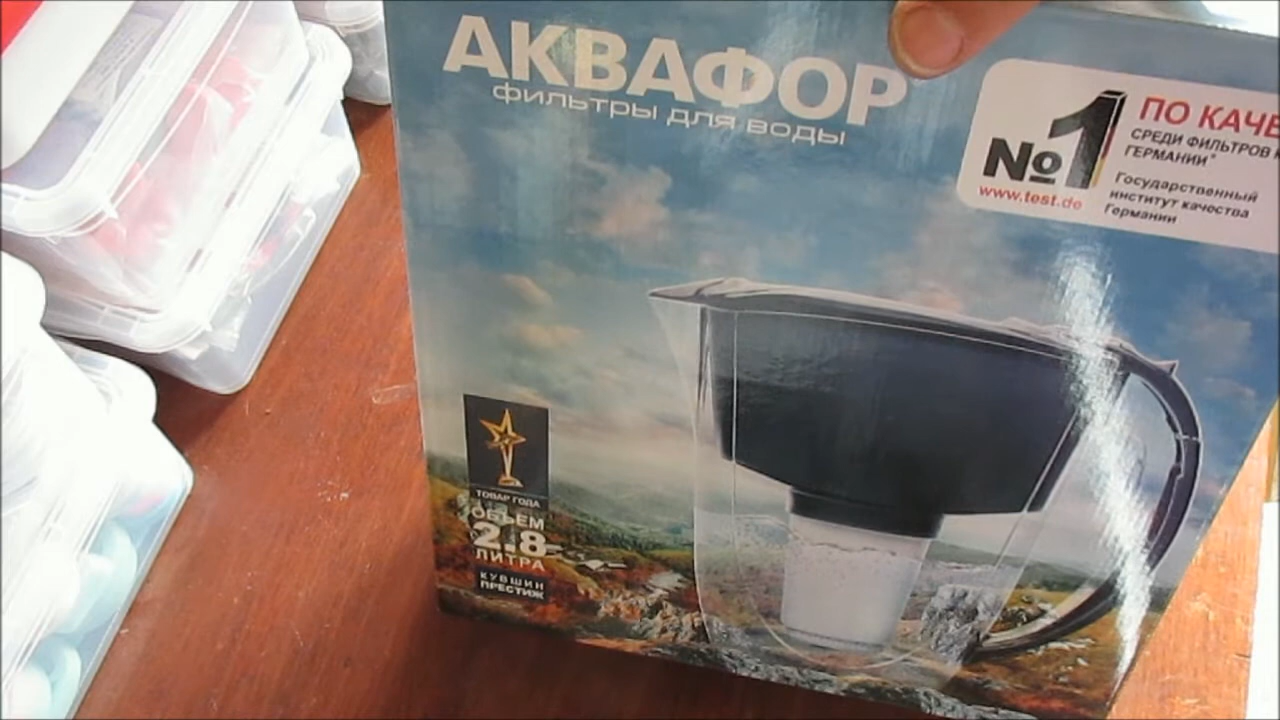 АКВАФОР
фильтры для воды
№1
www.test.de
ПО КАЧЕ
СРЕДИ ФИЛЬТРОВ К
ГЕРМАНИИ*
Государственный
институт качества
Германии
ТОВАР ГОДА
ОБЪЕМ
2.8
ЛИТРА
КУВШИН
ПРЕСТИЖ